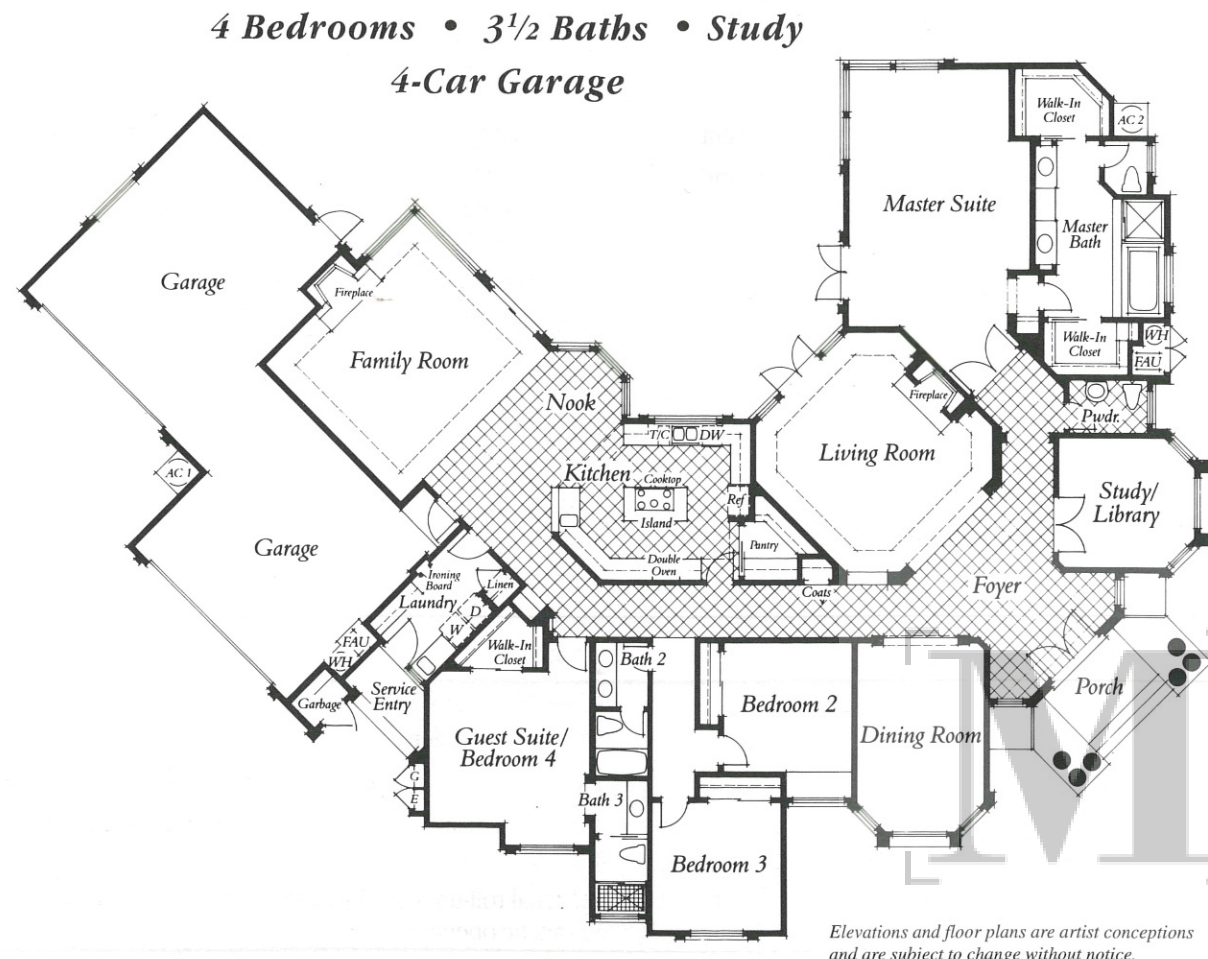 4 Bedrooms • 3½ Baths • Study
4-Car Garage
Walk-In
Closet
AC 2
Master Suite
Master
Bath
Garage
Fireplace
Family Room
Walk-In
Closet
WH
FAU
Nook
Fireplace
Pwdr.
T/C
DW
Living Room
Kitchen
Cooktop
AC 1
Ref
Study/
Library
Island
Garage
Pantry
Double
Oven
Ironing
Board
Linen
Laundry
Coats
Foyer
D
W
FAU
WH
Walk-In
Closet
Bath 2
Garbage
Service
Entry
Porch
Bedroom 2
Guest Suite/
Bedroom 4
Dining Room
G
E
Bath 3
Bedroom 3
M
Elevations and floor plans are artist conceptions
and are subject to change without notice.